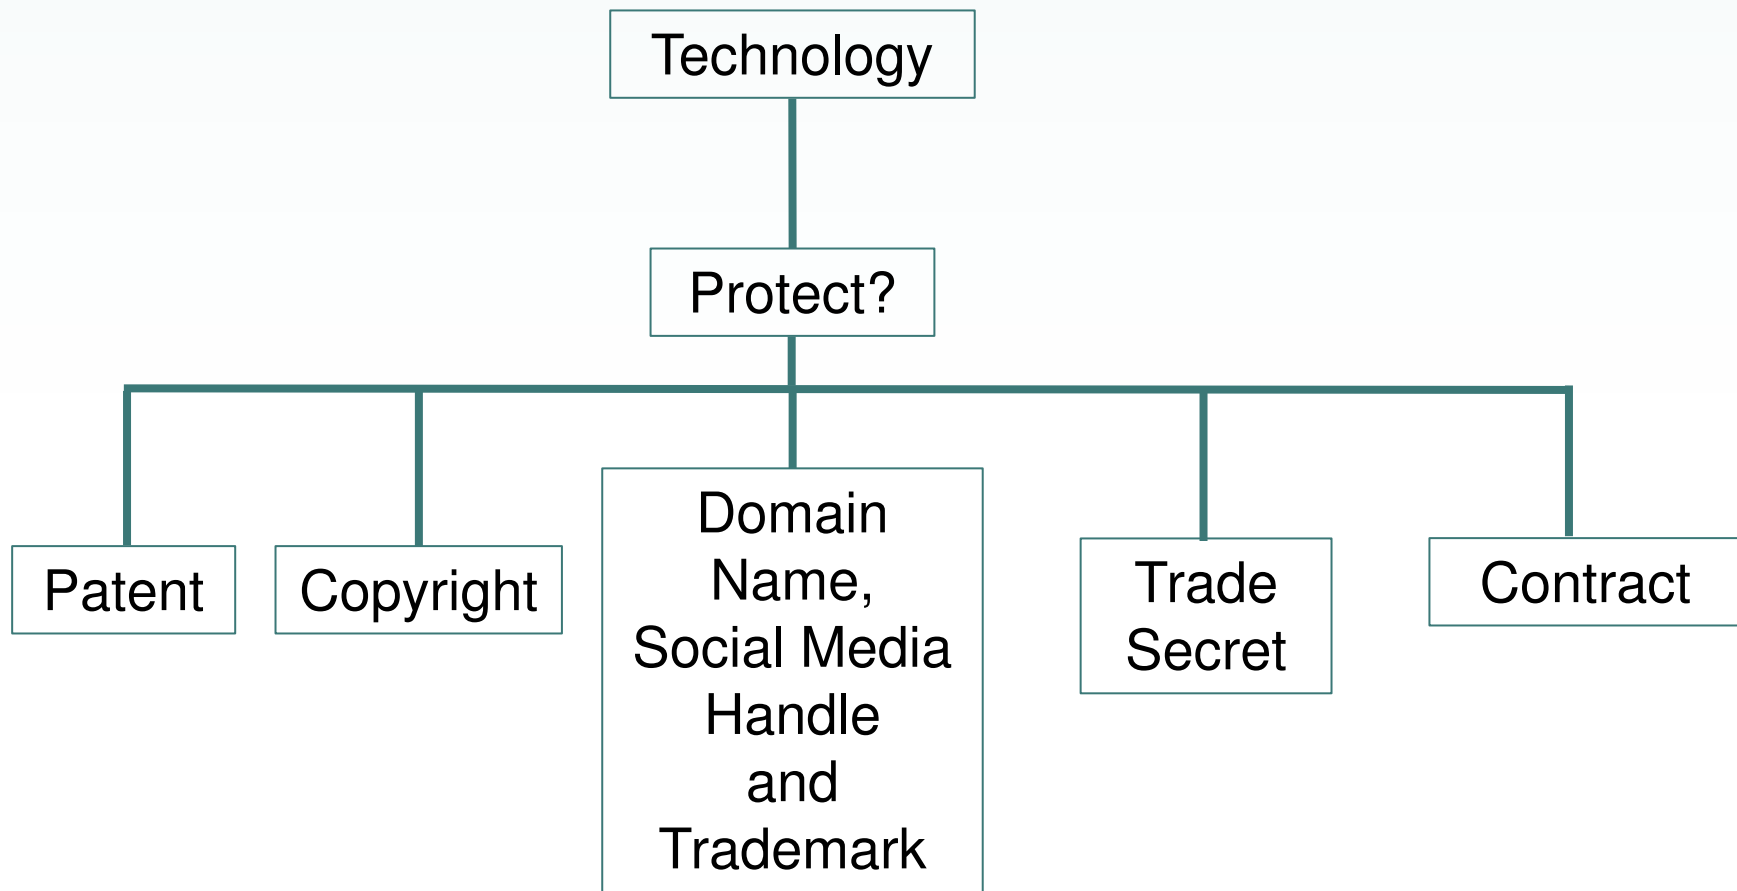 Technology
Protect?
Patent
Copyright
Domain
Name,
Social Media
Handle
and
Trademark
Trade
Secret
Contract